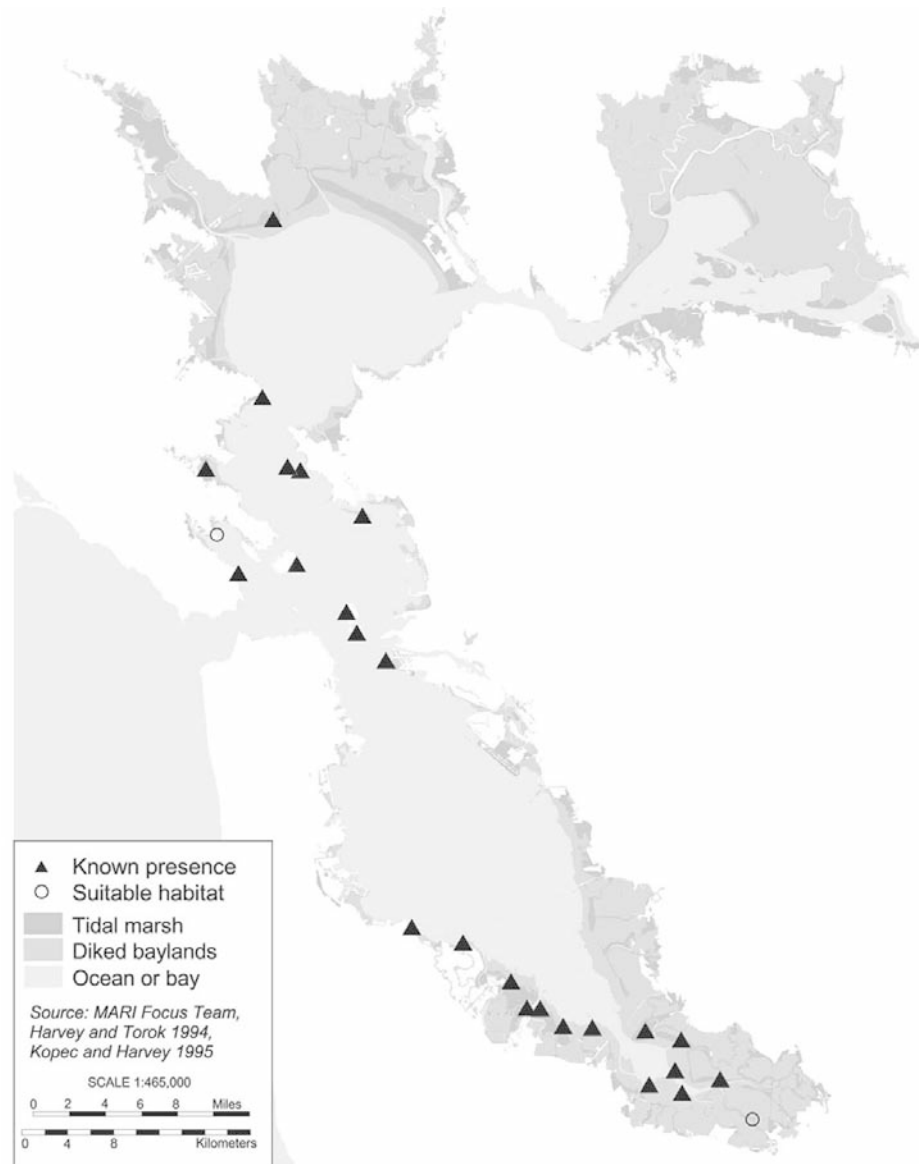 Known presence
Suitable habitat
Tidal marsh
Diked baylands
Ocean or bay
Source: MARI Focus Team,
Harvey and Torok 1994,
Kopec and Harvey 1995
SCALE 1:465,000
0 2 4 6 8 Miles
0 4 8 Kilometers